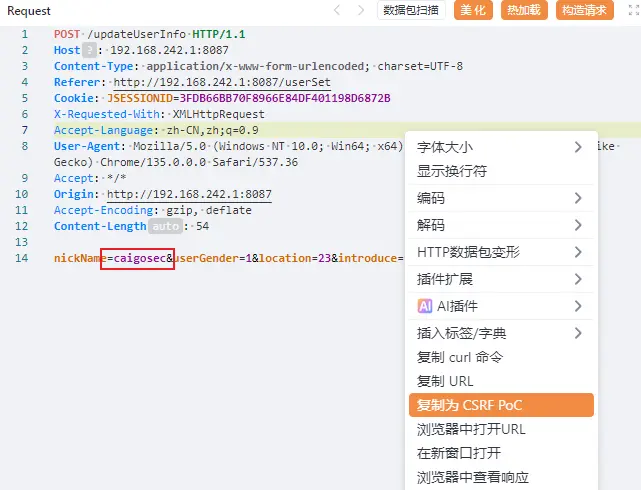 Request
数据包扫描
美化
热加载
构造请求
1 POST /updateUserInfo HTTP/1.1
2 Host ? : 192.168.242.1:8087
3 Content-Type: application/x-www-form-urlencoded; charset=UTF-8
4 Referer: http://192.168.242.1:8087/userSet
5 Cookie: JSESSIONID=3FDB66BB70F8966E84DF401198D6872B
6 X-Requested-With: XMLHttpRequest
7 Accept-Language: zh-CN,zh;q=0.9
8 User-Agent: Mozilla/5.0 (Windows NT 10.0; Win64; x64) ike
Gecko) Chrome/135.0.0.0 Safari/537.36
9 Accept: */*
10 Origin: http://192.168.242.1:8087
11 Accept-Encoding: gzip, deflate
12 Content-Length auto : 54
13
14 nickName=caigosec&userGender=1&location=23&introduce=
字体大小
显示换行符
编码
解码
HTTP数据包变形
插件扩展
AI AI插件
插入标签/字典
复制 curl 命令
复制 URL
复制为 CSRF PoC
浏览器中打开URL
在新窗口打开
浏览器中查看响应